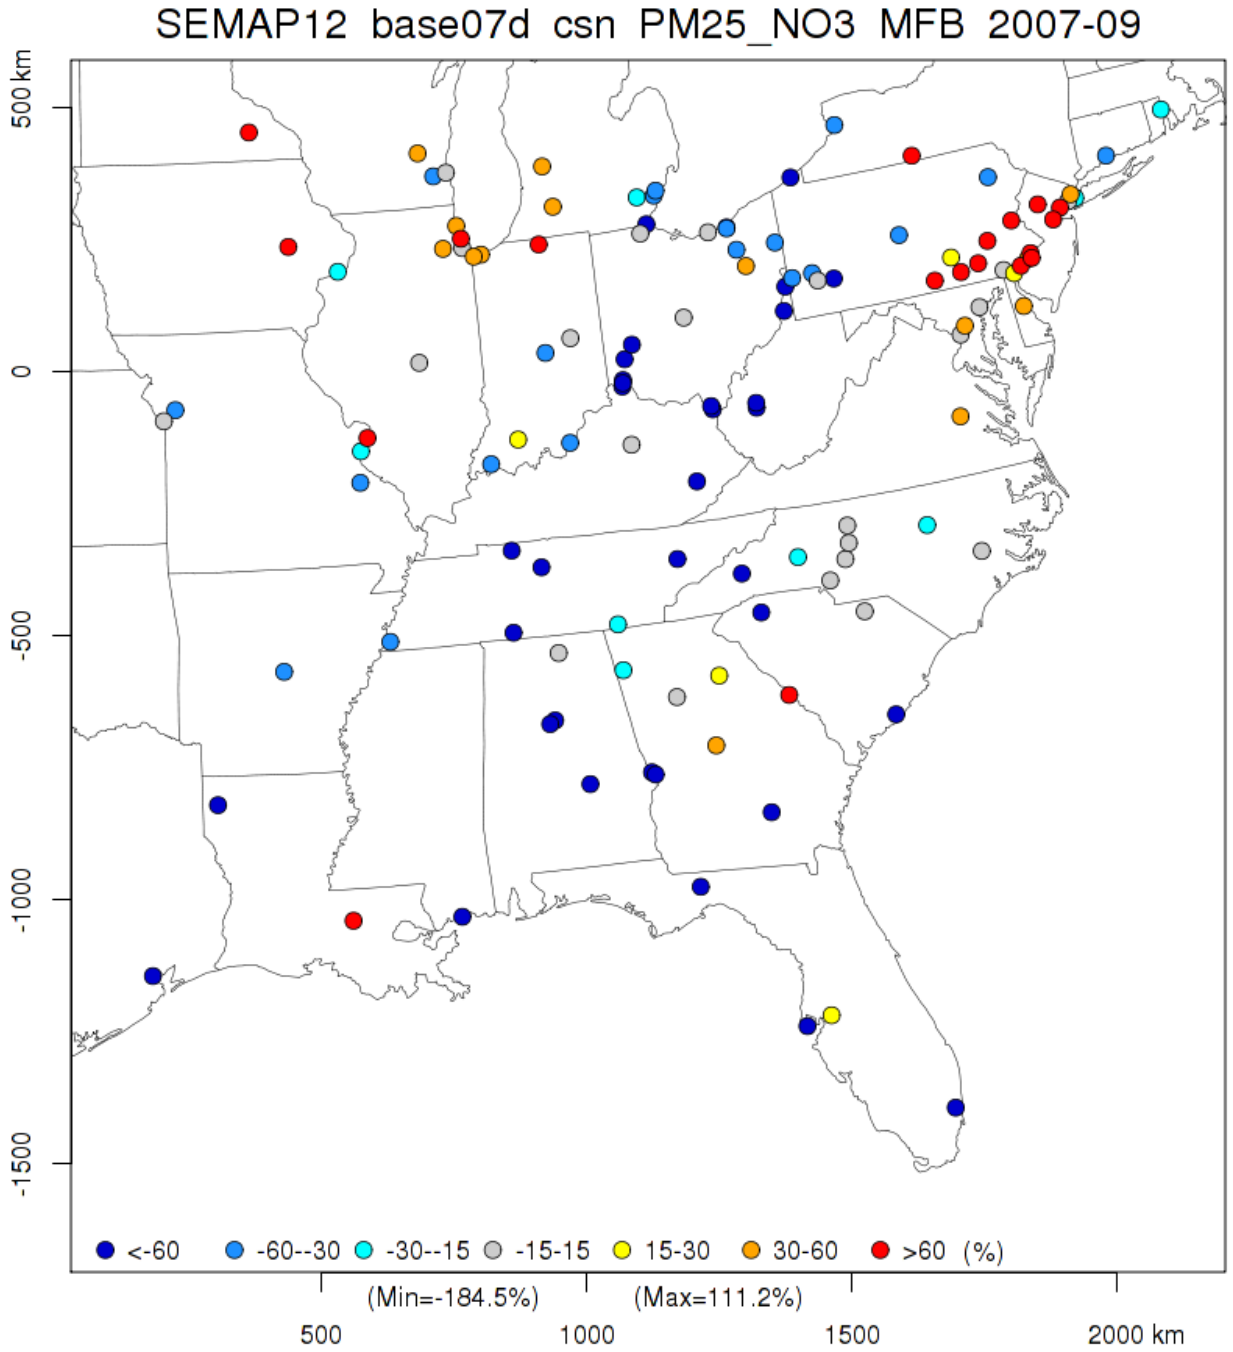 SEMAP12 base07d csn PM25_NO3 MFB 2007-09
500 km
0
-500
-1000
-1500
<-60 -60--30 -30--15 -15-15 15-30 30-60 >60 (%)
(Min=-184.5%) (Max=111.2%)
500 1000 1500 2000 km